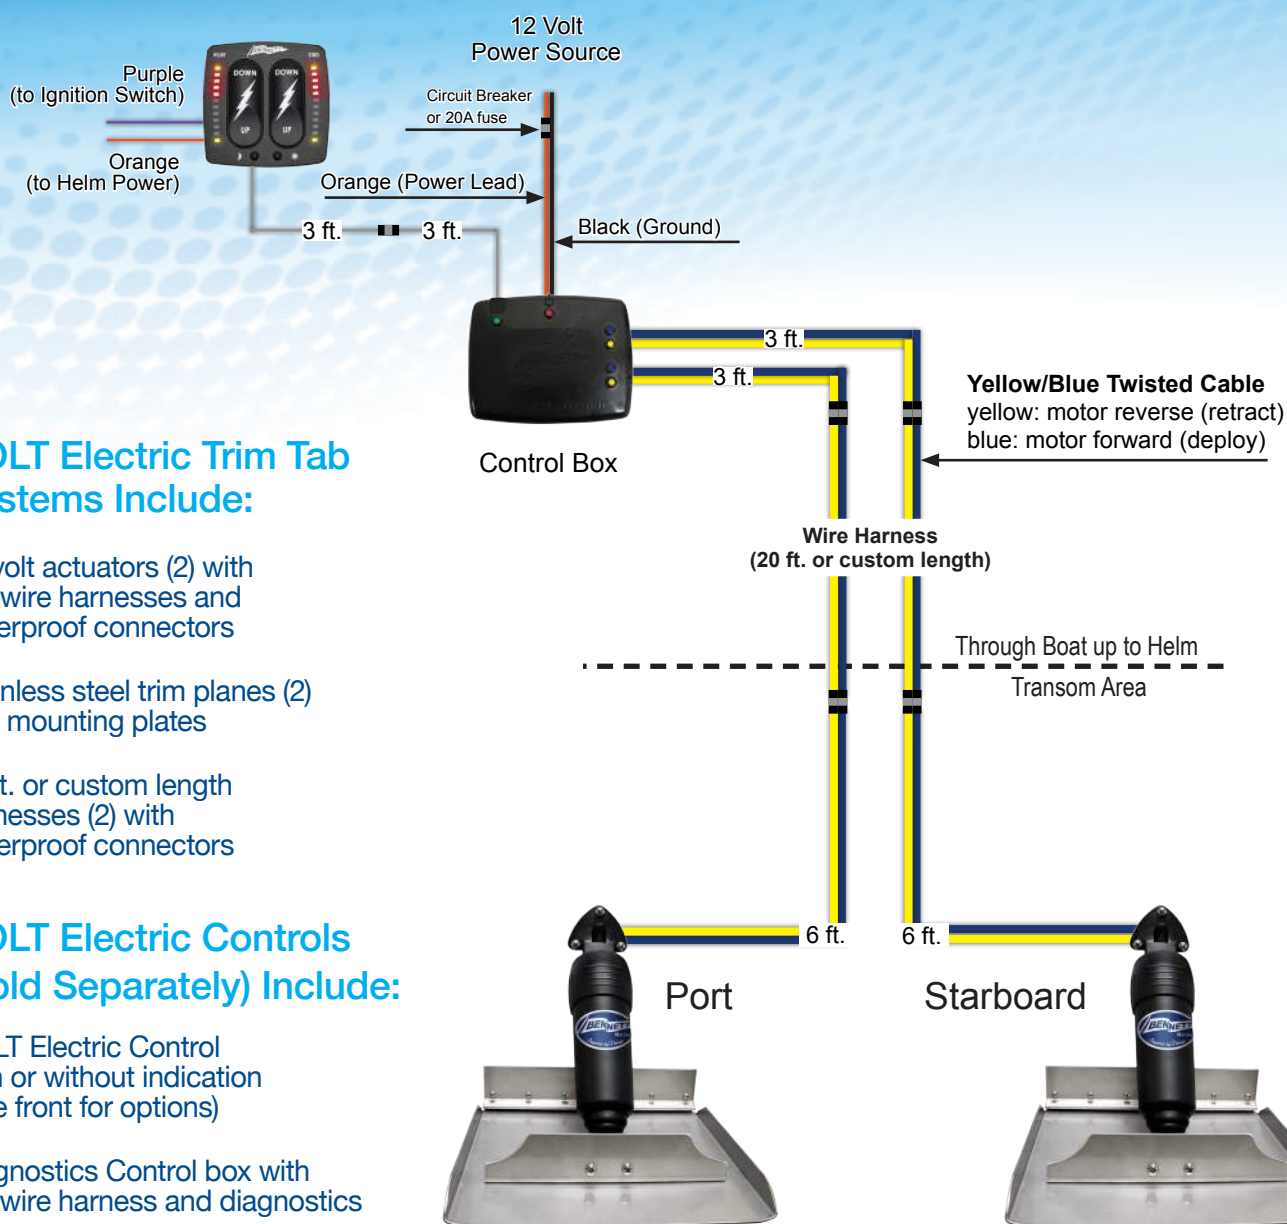 12 Volt
Power Source
Purple
(to Ignition Switch)
PORT
STBD
DOWN
DOWN
UP
UP
Circuit Breaker
or 20A fuse
Orange
(to Helm Power)
Orange (Power Lead)
3 ft.
3 ft.
Black (Ground)
3 ft.
3 ft.
Yellow/Blue Twisted Cable
yellow: motor reverse (retract)
blue: motor forward (deploy)
Control Box
Wire Harness
(20 ft. or custom length)
Through Boat up to Helm
Transom Area
OLT Electric Trim Tab
stems Include:
volt actuators (2) with
wire harnesses and
erproof connectors
nless steel trim planes (2)
mounting plates
t. or custom length
nesses (2) with
erproof connectors
OLT Electric Controls
old Separately) Include:
LT Electric Control
n or without indication
e front for options)
gnostics Control box with
wire harness and diagnostics
6 ft.
6 ft.
Port
Starboard
BENNETT
BENNETT